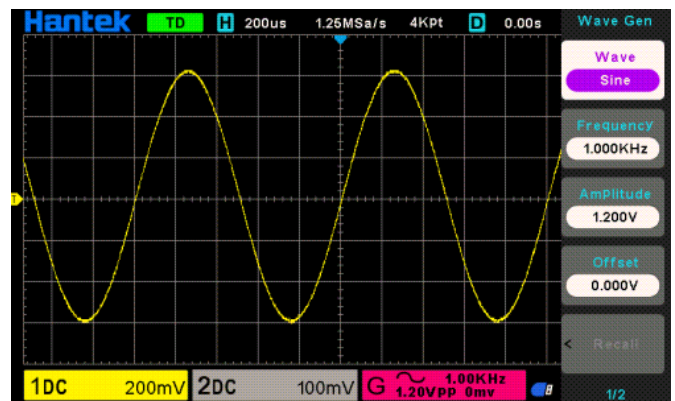 Hantek TD H 200us 1.25MSa/s 4KPt D 0.00s Wave Gen
Wave
Sine
Frequency
1.000KHz
T
Amplitude
1.200V
Offset
0.000V
< Recall
1DC 200mV 2DC 100mV G 1.00KHz
1.20VPP 0mv
1/2